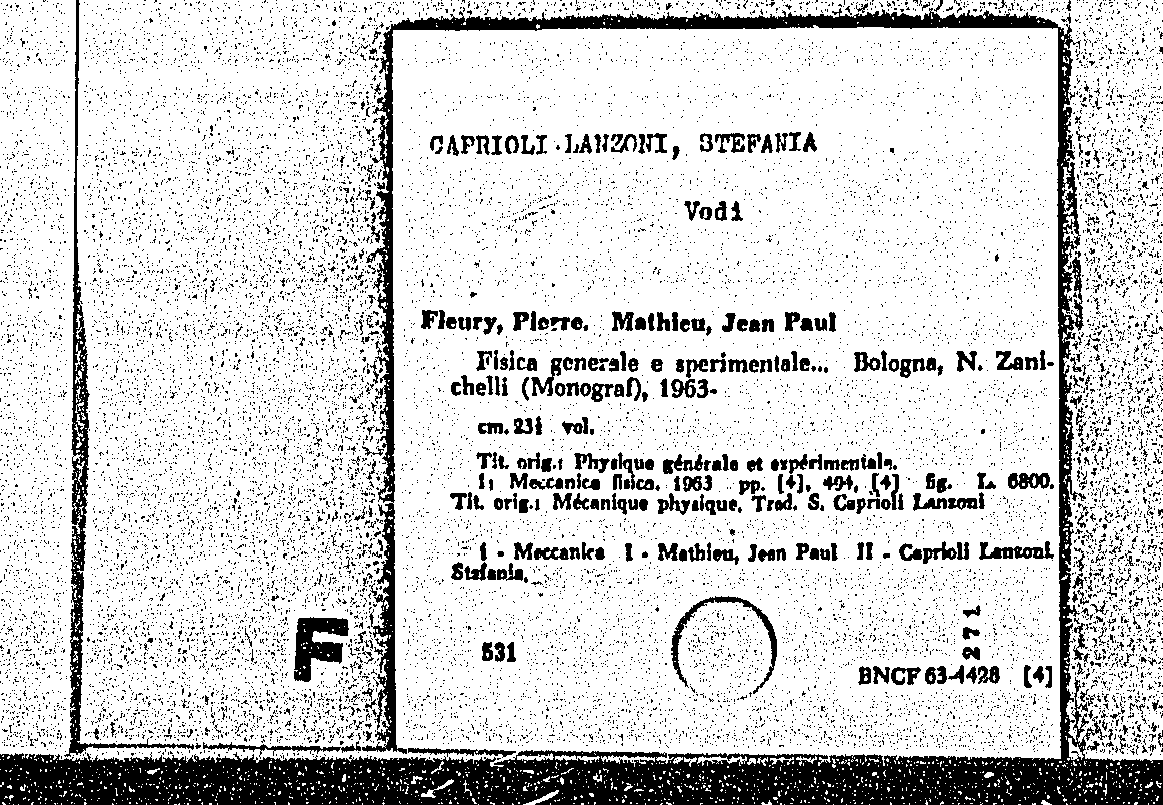 CAPRIOLI LANZONI, STEFANIA
Vedi
Fleury, Pierre. Mathieu, Jean Paul
Fisica generale e sperimentale... Bologna, N. Zani-
chelli (Monograf), 1963-
cm. 23½ vol.
Tit. orig.: Physique générale et expérimentale.
1: Meccanica fisica. 1963 pp. [4], 494, [4] fig. L. 6800.
Tit. orig.: Mécanique physique. Trad. S. Caprioli Lanzoni
1 - Meccanica I - Mathieu, Jean Paul II - Caprioli Lanzoni,
Stefania.
F
531
271
BNCF 63-4428 [4]